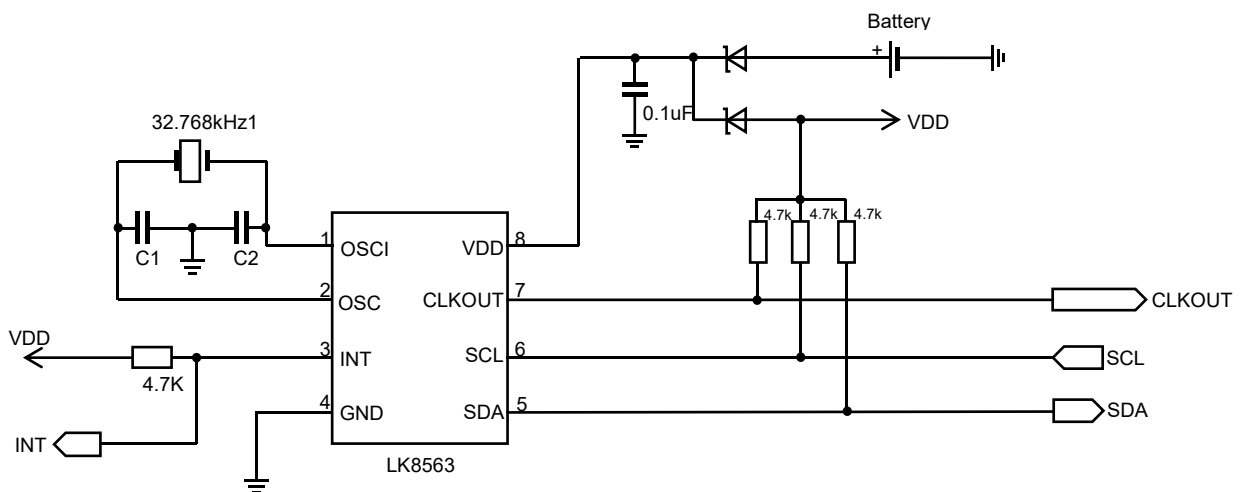 Battery
+
0.1uF
VDD
32.768kHz1
4.7k 4.7k 4.7k
C1 C2
1 OSCI VDD 8
2 OSC CLKOUT 7 CLKOUT
VDD
3 INT SCL 6 SCL
4.7K
4 GND SDA 5 SDA
INT
LK8563